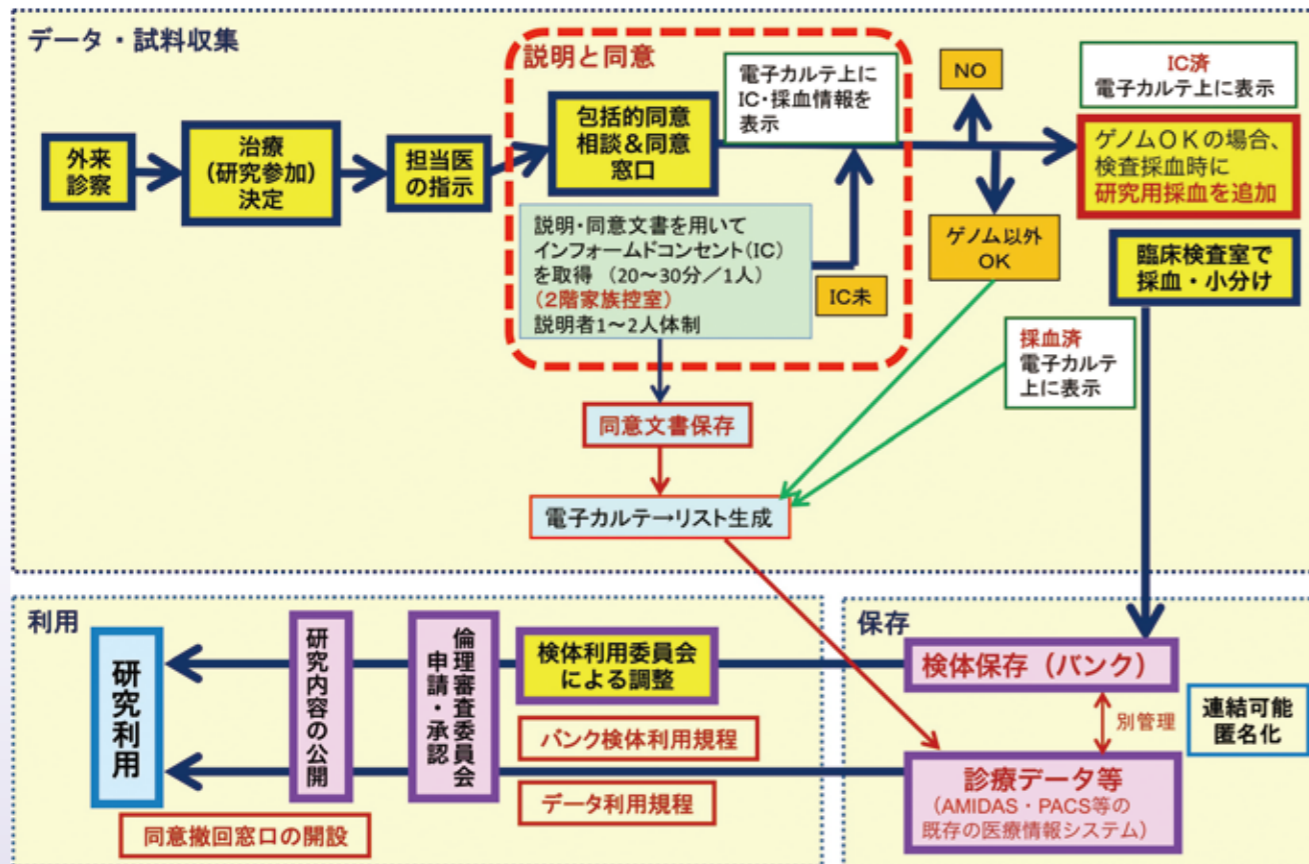 データ・試料収集
外来
診察
治療
(研究参加)
決定
担当医
の指示
説明と同意
包括的同意
相談&同意
窓口
説明・同意文書を用いて
インフォームドコンセント(IC)
を取得 (20~30分/1人)
(2階家族控室)
説明者1~2人体制
電子カルテ上に
IC・採血情報を
表示
IC未
NO
ゲノム以外
OK
IC済
電子カルテ上に表示
ゲノムOKの場合、
検査採血時に
研究用採血を追加
臨床検査室で
採血・小分け
採血済
電子カルテ
上に表示
同意文書保存
電子カルテ→リスト生成
利用
研究利用
研究内容の公開
倫理審査委員会
申請・承認
検体利用委員会
による調整
バンク検体利用規程
データ利用規程
同意撤回窓口の開設
保存
検体保存(バンク)
別管理
連結可能
匿名化
診療データ等
(AMIDAS・PACS等の
既存の医療情報システム)